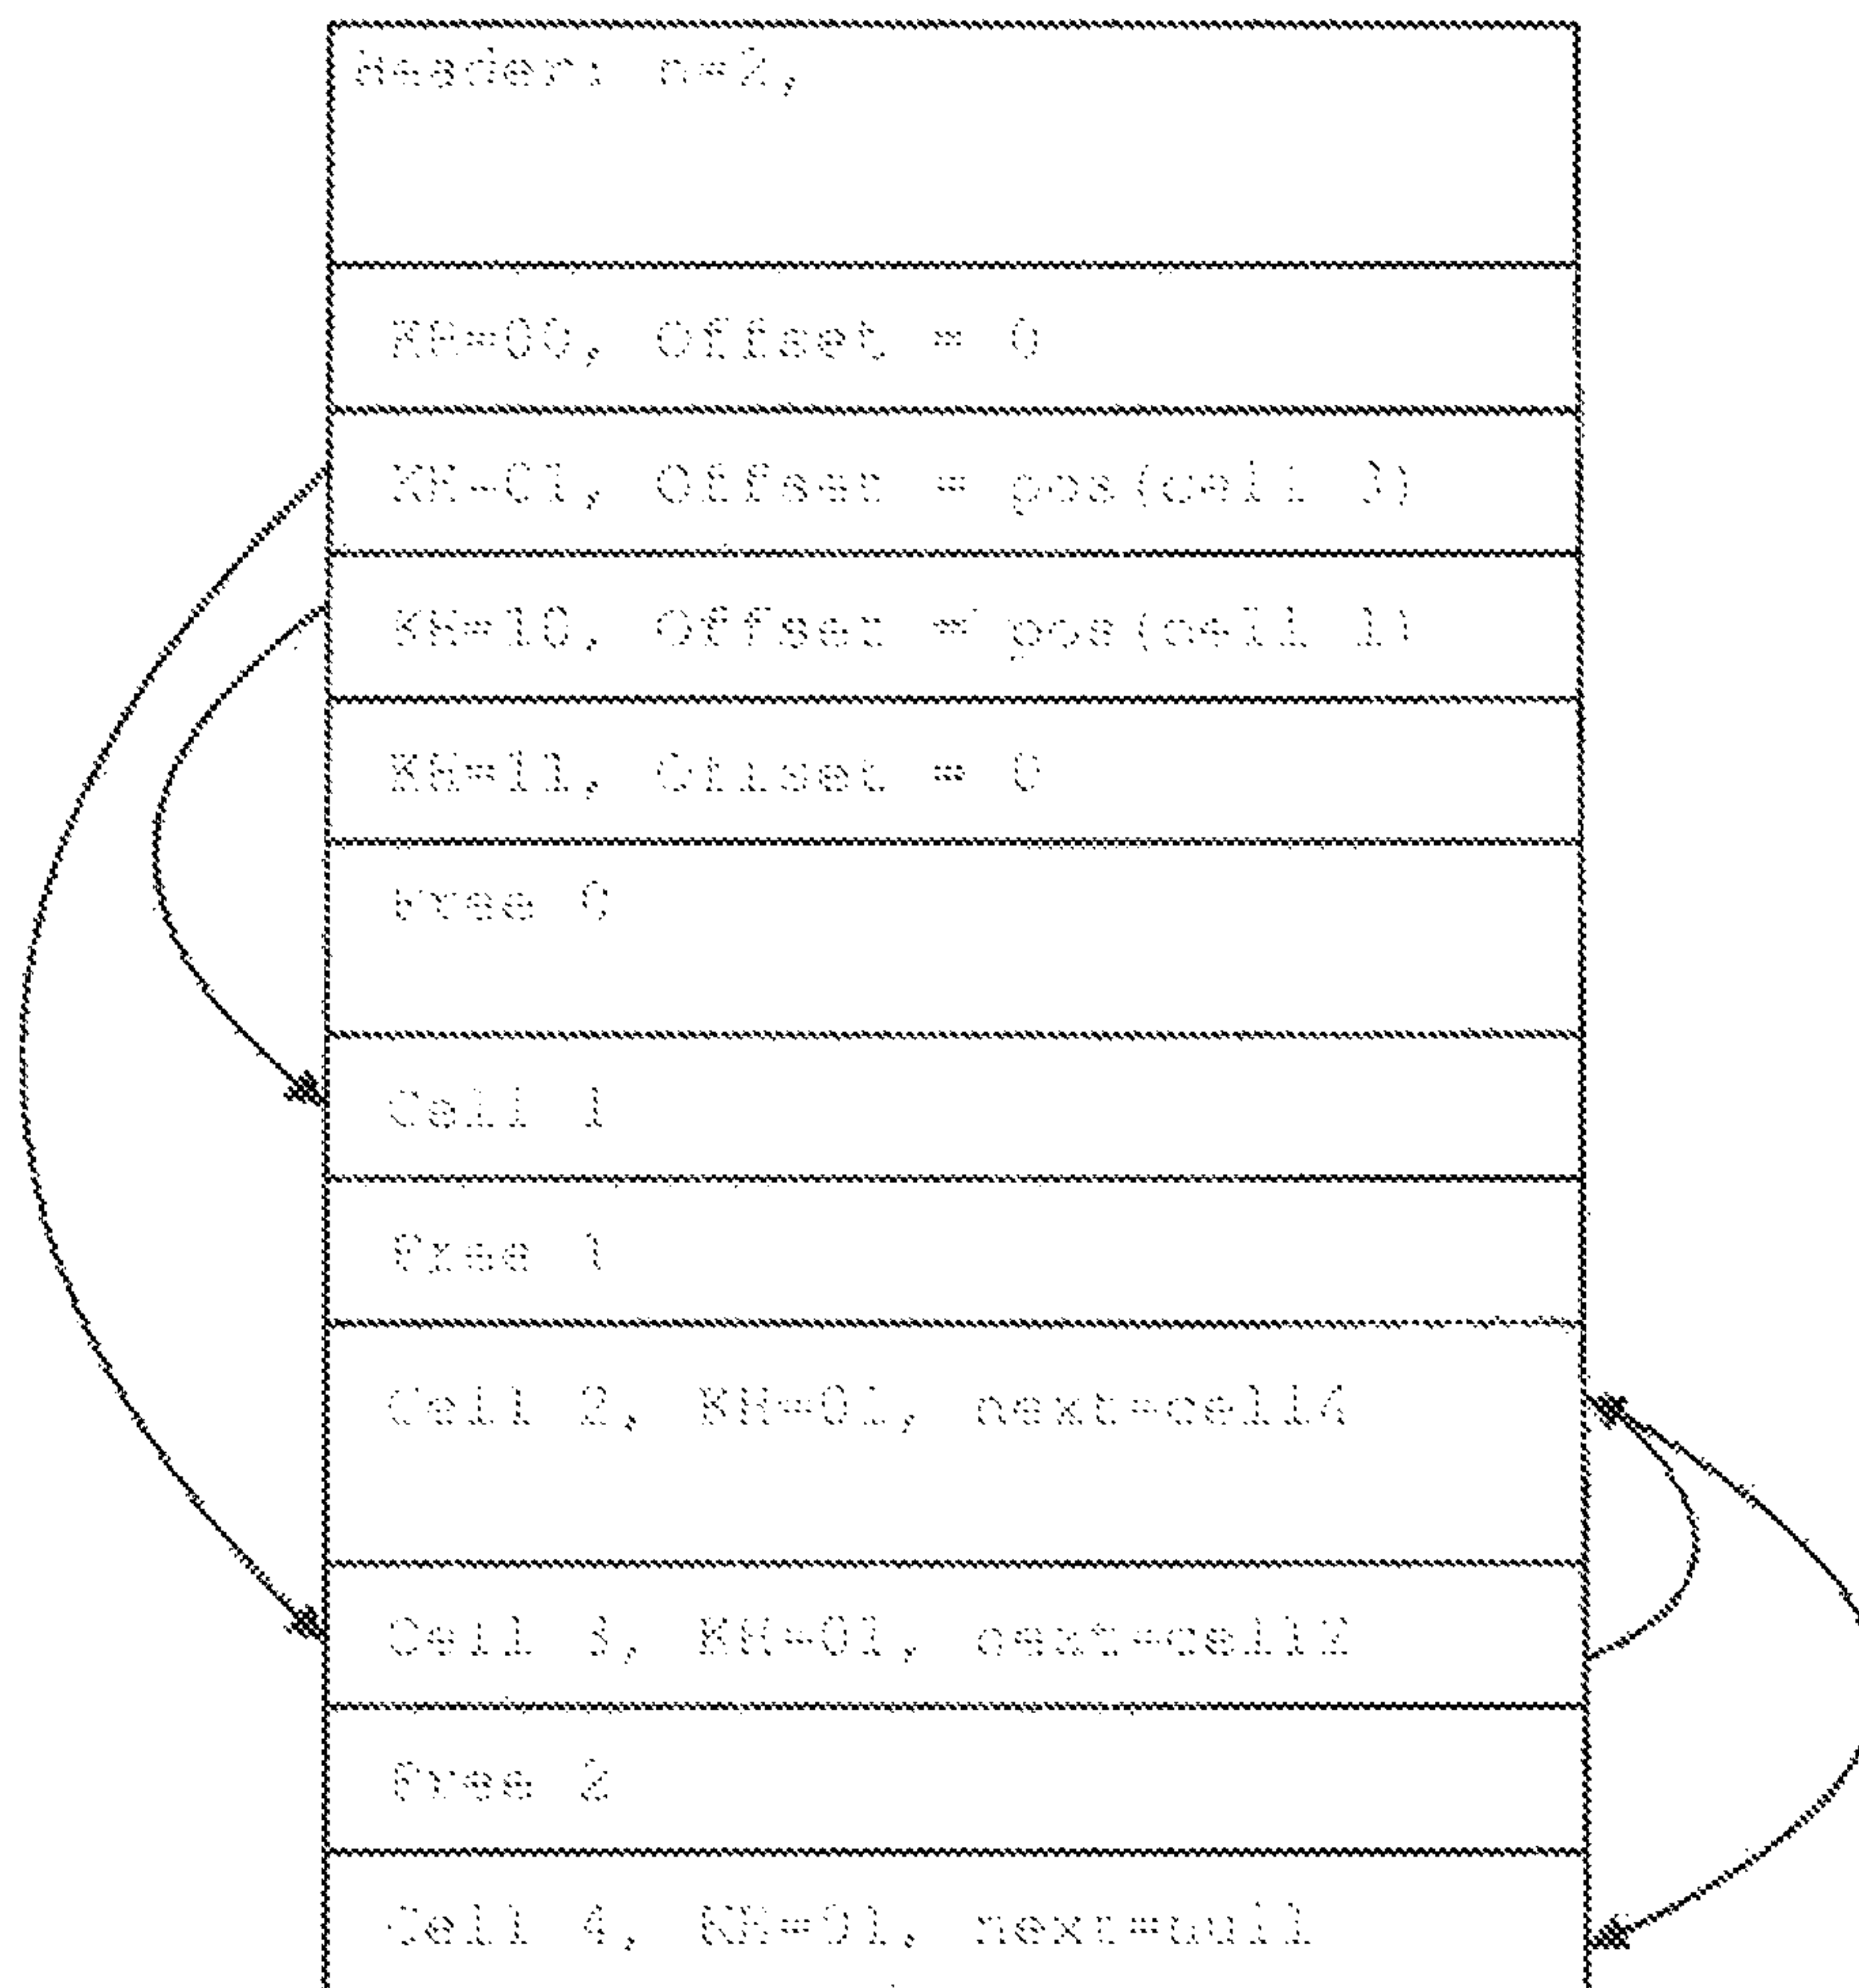 Header: n=2,
KH=00, Offset = 0
KH=01, Offset = pos(cell 3)
KH=10, Offset = pos(cell 1)
KH=11, Offset = 0
Free 0
Cell 1
Free 1
Cell 2, KH=01, next=cell4
Cell 3, KH=01, next=cell2
Free 2
Cell 4, KH=01, next=null